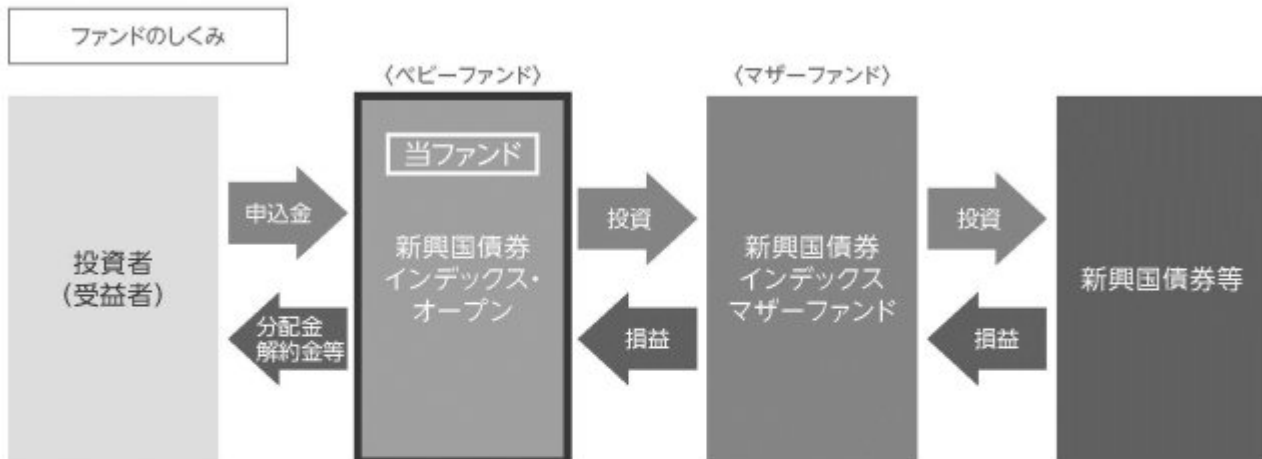 ファンドのしくみ
〈ベビーファンド〉
〈マザーファンド〉
投資者
(受益者)
申込金
分配金
解約金等
当ファンド
新興国債券
インデックス・
オープン
投資
損益
新興国債券
インデックス
マザーファンド
投資
損益
新興国債券等